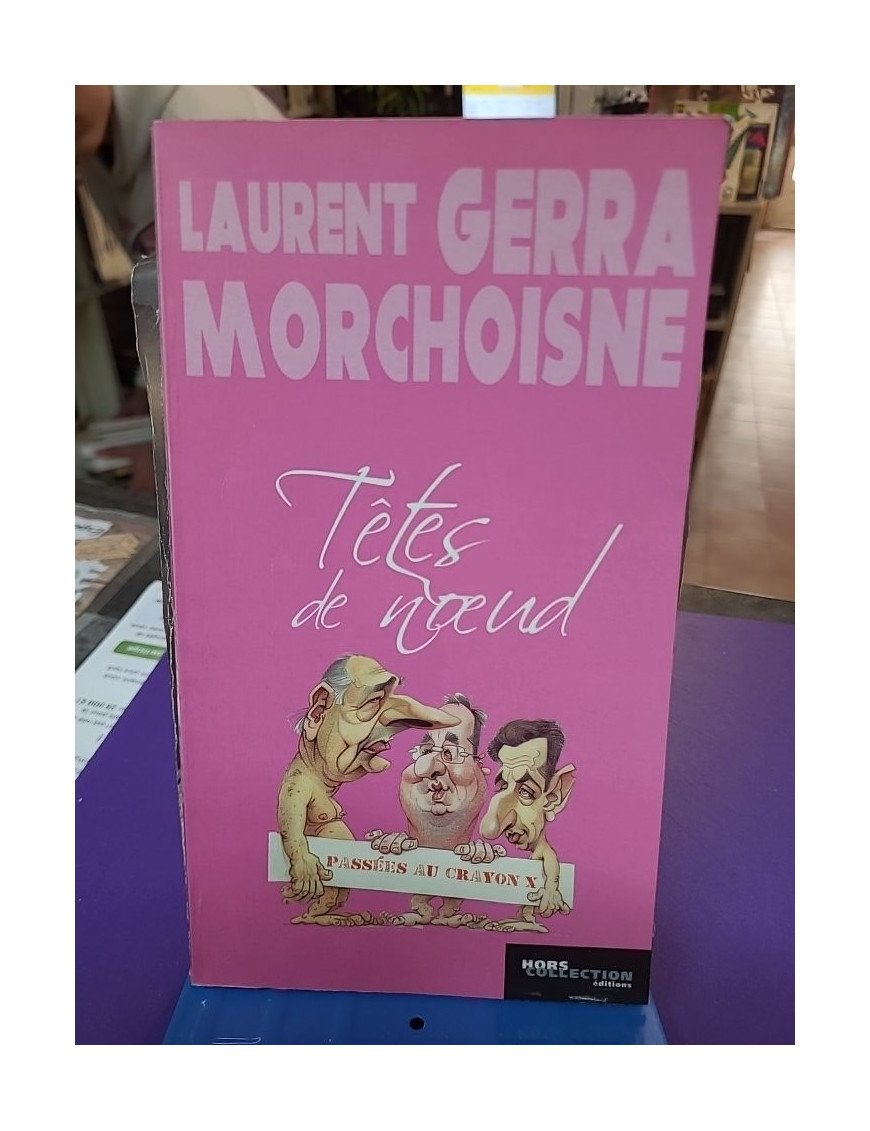 LAURENT GERRA
MORCHOISNE
Têtes
de nœud
PASSÉES AU CRAYON X
HORS
COLLECTION
éditions